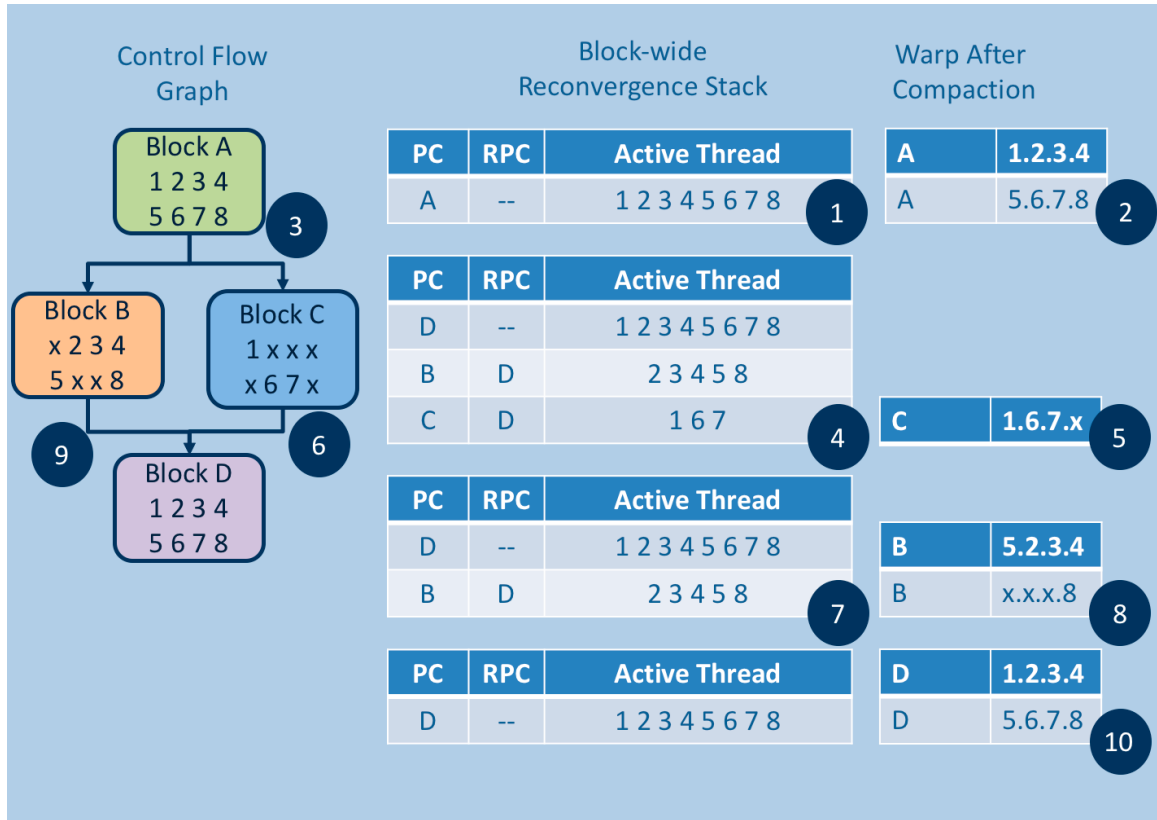 Control Flow
Graph
Block A
1 2 3 4
5 6 7 8
3
Block B
x 2 3 4
5 x x 8
9
Block C
1 x x x
x 6 7 x
6
Block D
1 2 3 4
5 6 7 8
Block-wide
Reconvergence Stack
PC RPC Active Thread
A -- 1 2 3 4 5 6 7 8
1
PC RPC Active Thread
D -- 1 2 3 4 5 6 7 8
B D 2 3 4 5 8
C D 1 6 7
4
PC RPC Active Thread
D -- 1 2 3 4 5 6 7 8
B D 2 3 4 5 8
7
PC RPC Active Thread
D -- 1 2 3 4 5 6 7 8
Warp After
Compaction
A 1.2.3.4
A 5.6.7.8
2
C 1.6.7.x
5
B 5.2.3.4
B x.x.x.8
8
D 1.2.3.4
D 5.6.7.8
10